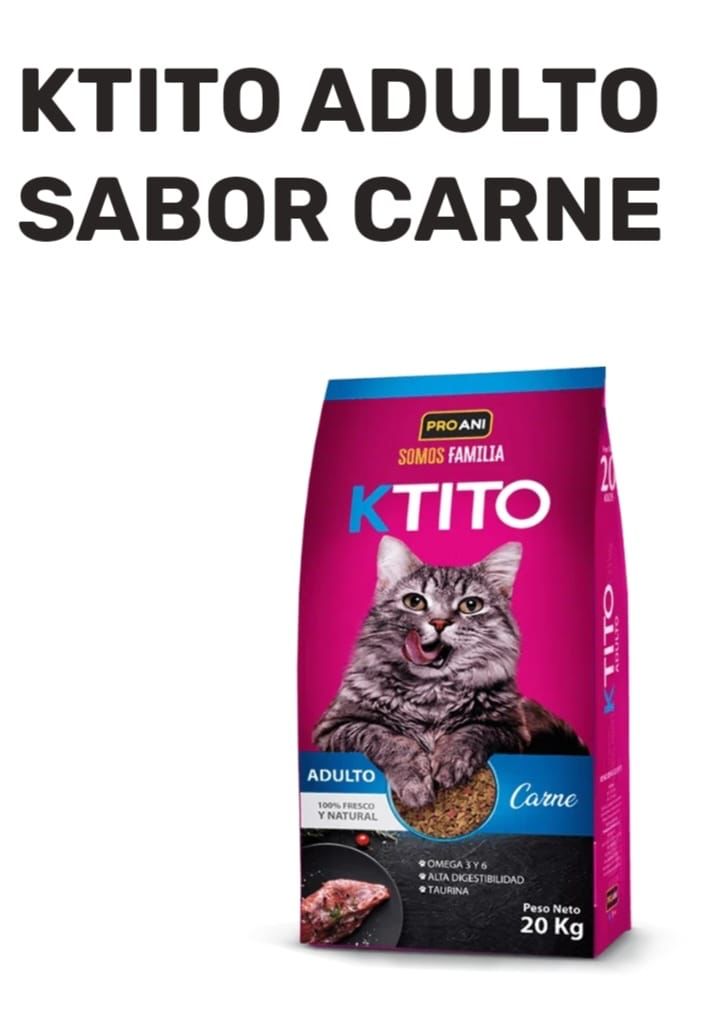 KTITO ADULTO
SABOR CARNE
PROANI
SOMOS FAMILIA
KTITO
ADULTO
100% FRESCO
Y NATURAL
Carne
OMEGA 3 Y 6
ALTA DIGESTIBILIDAD
TAURINA
Peso Neto
20 Kg
20
KTITO
ADULTO